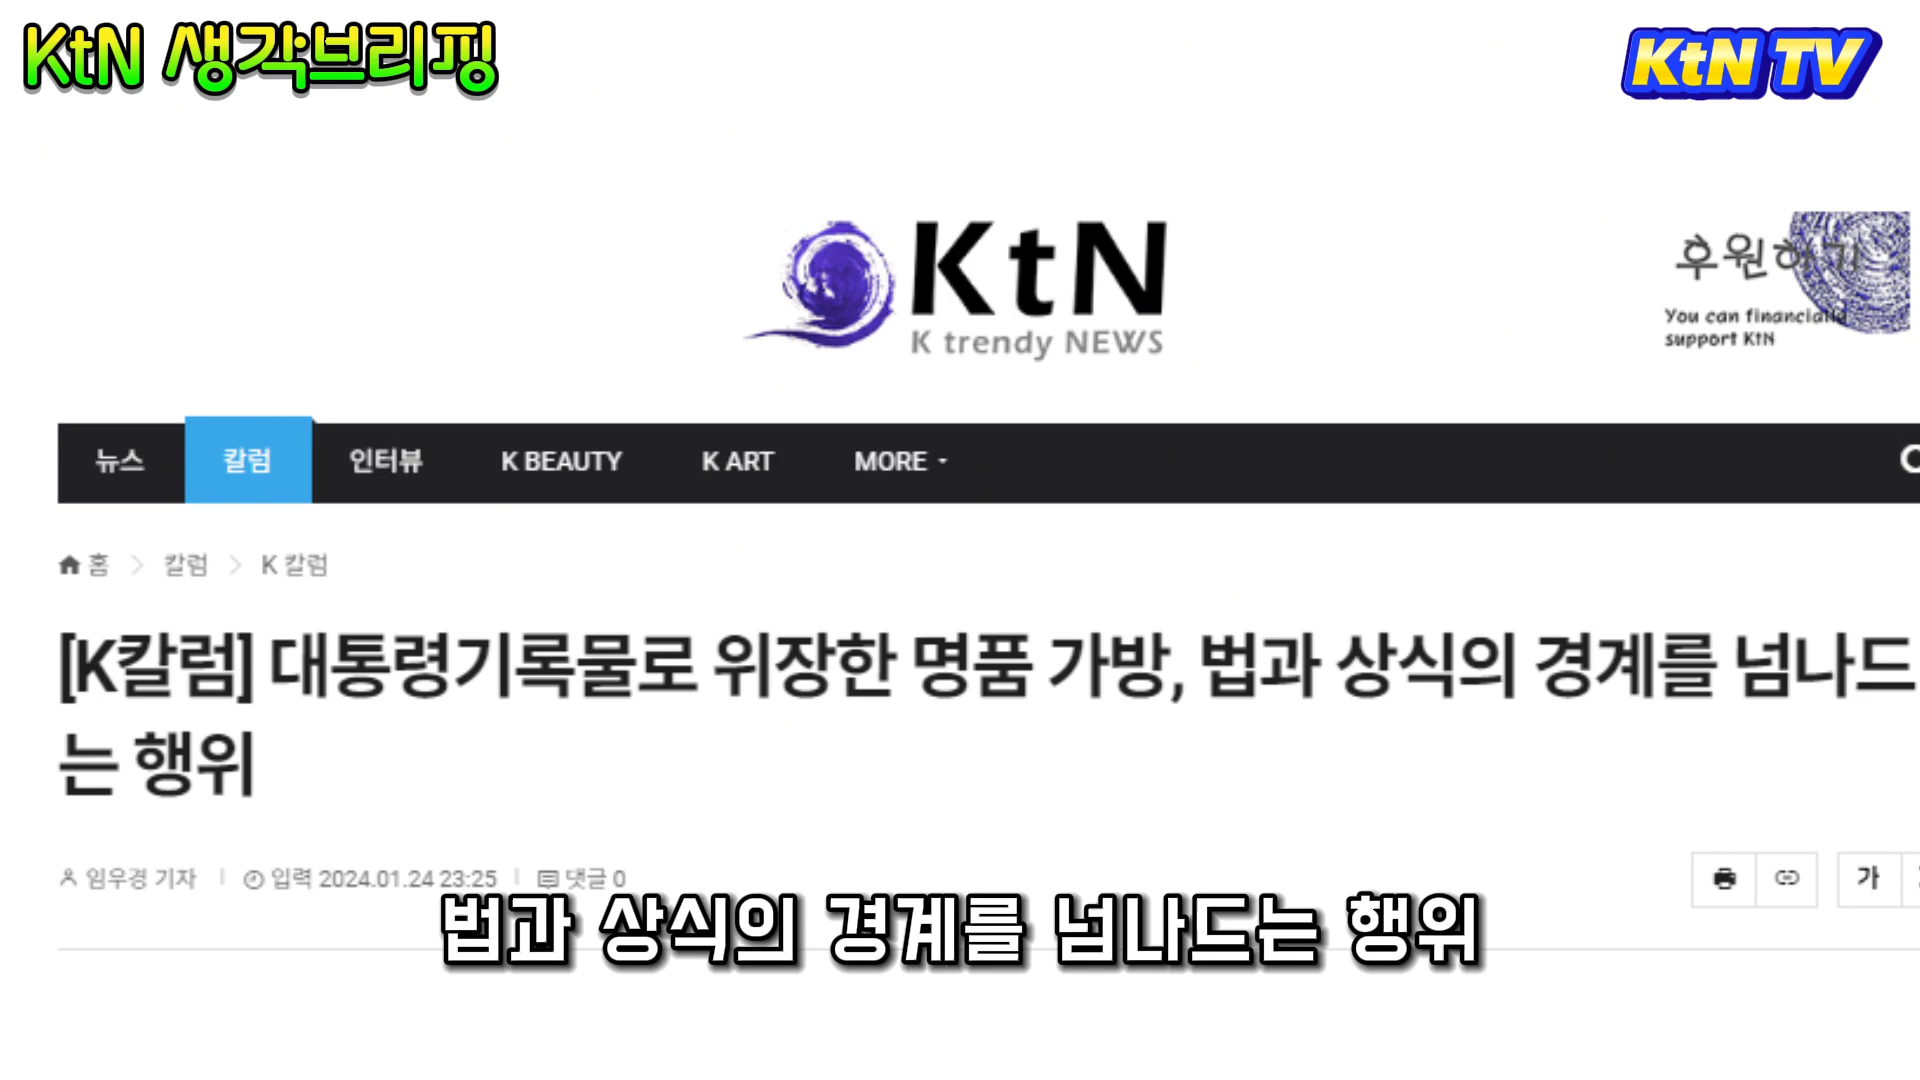 KtN 생각브리핑
KtN TV
KtN
K trendy NEWS
후원하기
You can financially
support KtN
뉴스 칼럼 인터뷰 K BEAUTY K ART MORE
홈 > 칼럼 > K 칼럼
[K칼럼] 대통령기록물로 위장한 명품 가방, 법과 상식의 경계를 넘나드
는 행위
임우경 기자 | 입력 2024.01.24 23:25 | 댓글 0
가
법과 상식의 경계를 넘나드는 행위